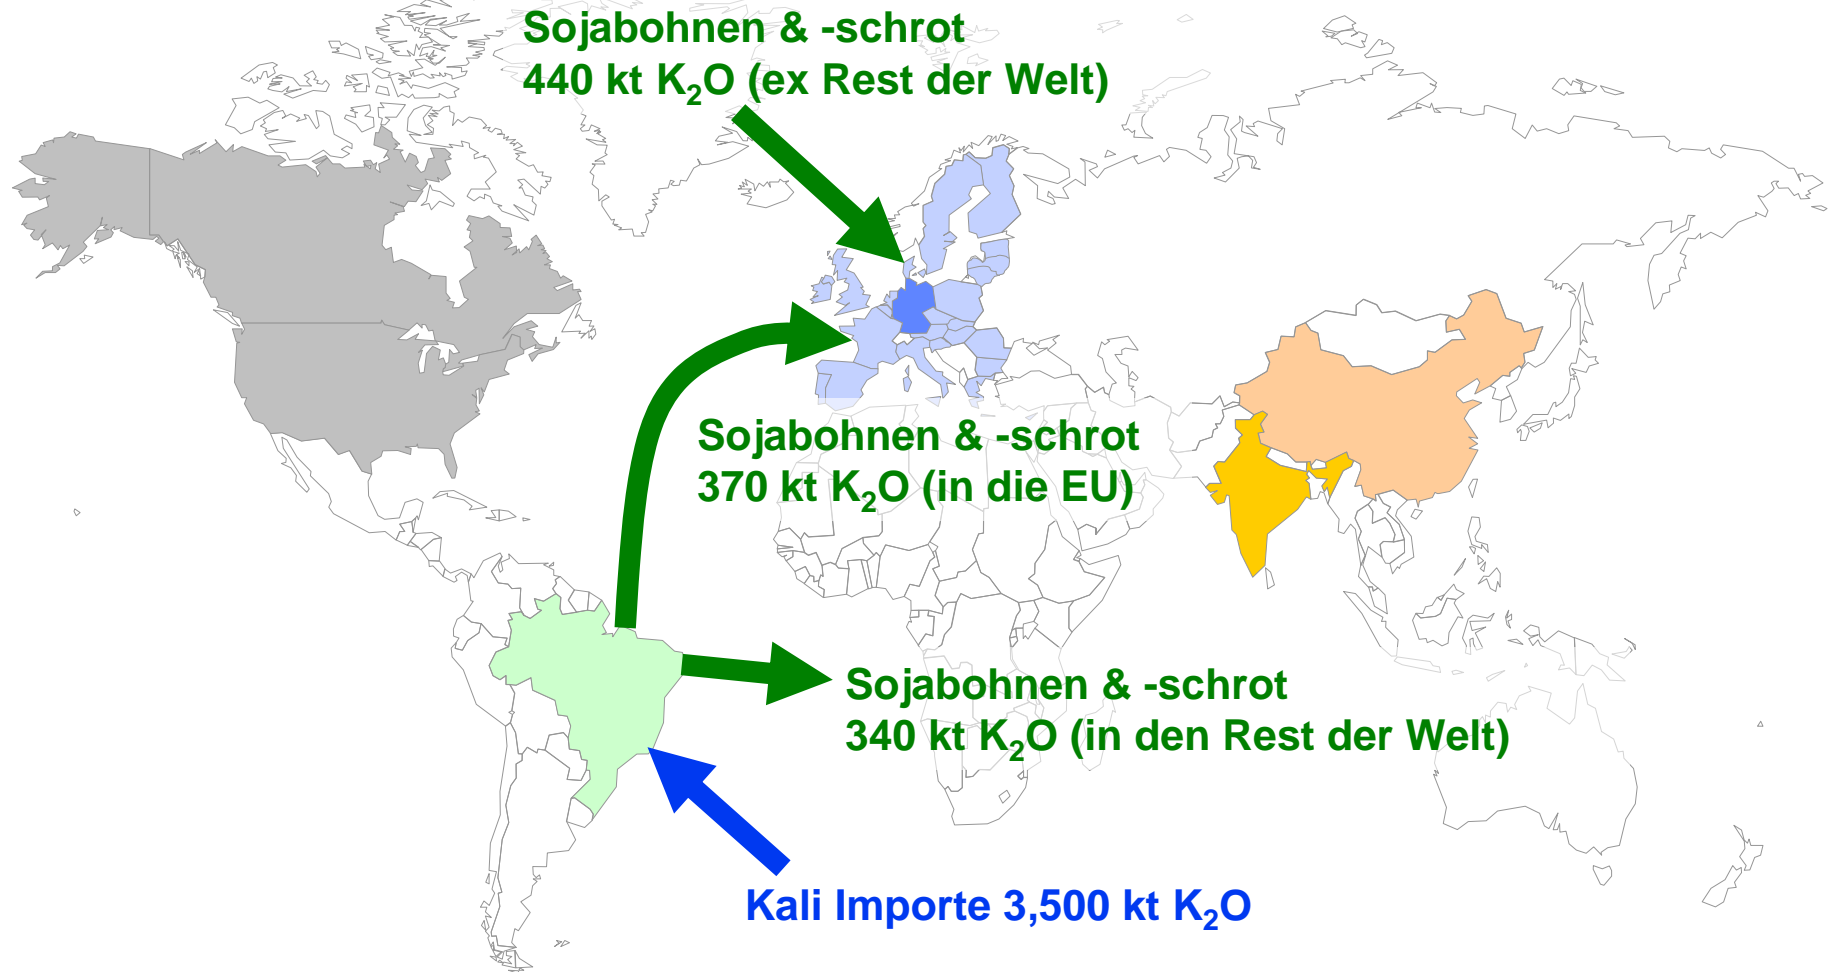 Sojabohnen & -schrot
440 kt K₂O (ex Rest der Welt)
Sojabohnen & -schrot
370 kt K₂O (in die EU)
Sojabohnen & -schrot
340 kt K₂O (in den Rest der Welt)
Kali Importe 3,500 kt K₂O